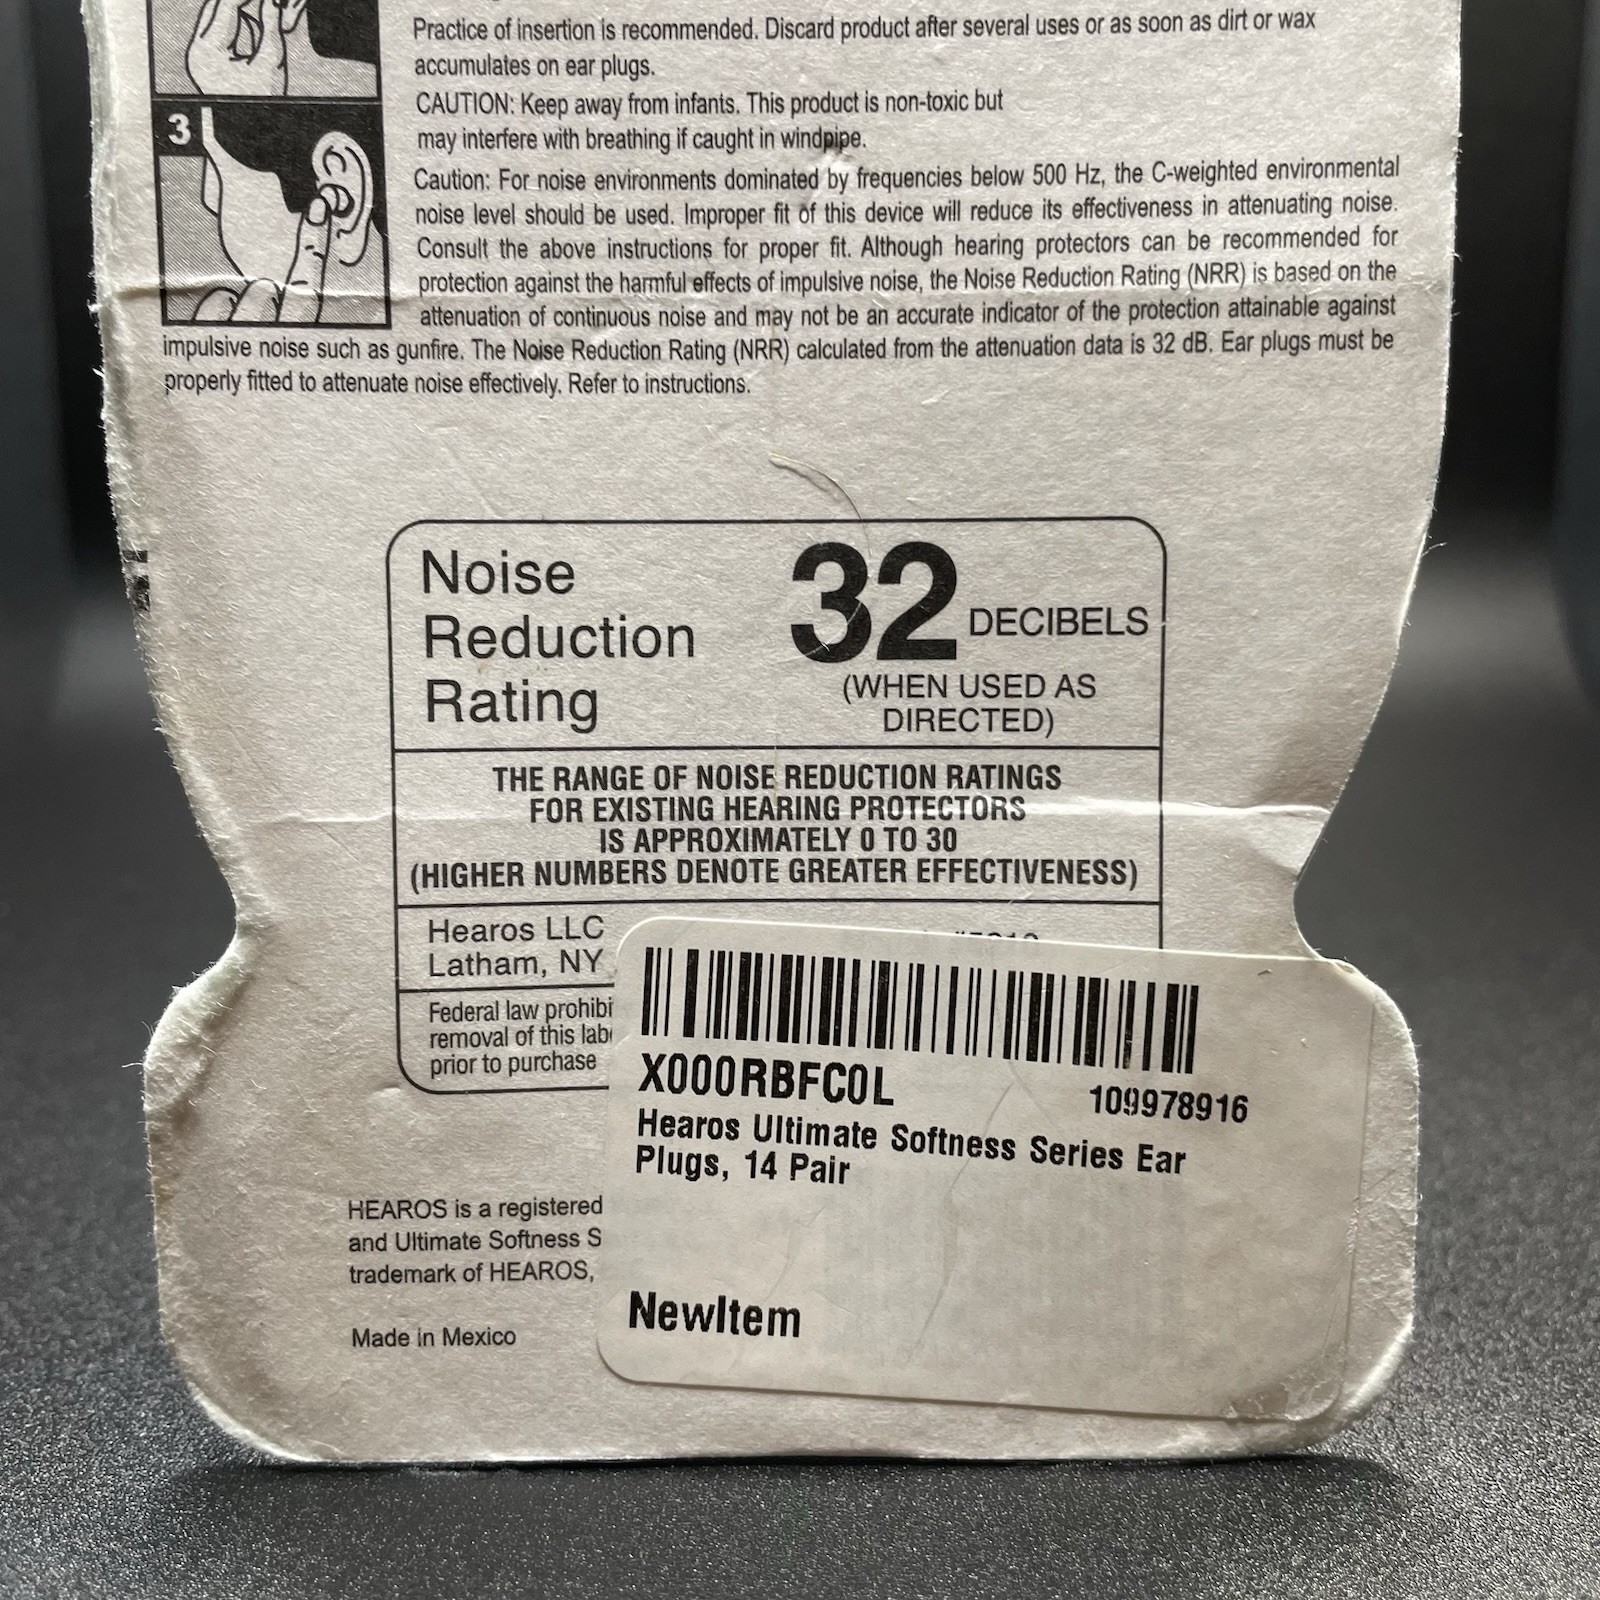 Practice of insertion is recommended. Discard product after several uses or as soon as dirt or wax
accumulates on ear plugs.
CAUTION: Keep away from infants. This product is non-toxic but
may interfere with breathing if caught in windpipe.
3
Caution: For noise environments dominated by frequencies below 500 Hz, the C-weighted environmental
noise level should be used. Improper fit of this device will reduce its effectiveness in attenuating noise.
Consult the above instructions for proper fit. Although hearing protectors can be recommended for
protection against the harmful effects of impulsive noise, the Noise Reduction Rating (NRR) is based on the
attenuation of continuous noise and may not be an accurate indicator of the protection attainable against
impulsive noise such as gunfire. The Noise Reduction Rating (NRR) calculated from the attenuation data is 32 dB. Ear plugs must be
properly fitted to attenuate noise effectively. Refer to instructions.
Noise
Reduction
Rating
32 DECIBELS
(WHEN USED AS
DIRECTED)
THE RANGE OF NOISE REDUCTION RATINGS
FOR EXISTING HEARING PROTECTORS
IS APPROXIMATELY 0 TO 30
(HIGHER NUMBERS DENOTE GREATER EFFECTIVENESS)
Hearos LLC
Latham, NY
Federal law prohibi
removal of this lab
prior to purchase
X000RBFC0L
109978916
Hearos Ultimate Softness Series Ear
Plugs, 14 Pair
NewItem
HEAROS is a registered
and Ultimate Softness S
trademark of HEAROS,
Made in Mexico